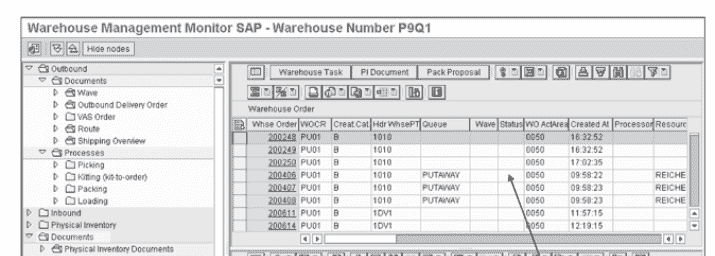 Warehouse Management Monitor SAP - Warehouse Number P9Q1
Hide nodes
Outbound
Documents
Wave
Outbound Delivery Order
VAS Order
Route
Shipping Overview
Processes
Picking
Kitting (kit-to-order)
Packing
Loading
Inbound
Physical Inventory
Documents
Physical Inventory Documents
Warehouse Task PI Document Pack Proposal
Warehouse Order
Whse Order WOCR Creat.Cat. Hdr WhsePT Queue Wave Status WO ActArea Created At Processor Resourc
200248 PU01 B 1010 0050 16:32:52
200249 PU01 B 1010 0050 16:32:52
200250 PU01 B 1010 0050 17:02:35
200406 PU01 B 1010 PUTAWAY 0050 09:58:22 REICHE
200407 PU01 B 1010 PUTAWAY 0050 09:58:23 REICHE
200408 PU01 B 1010 PUTAWAY 0050 09:58:23 REICHE
200611 PU01 B 1DV1 0050 11:57:15
200614 PU01 B 1DV1 0050 12:19:15